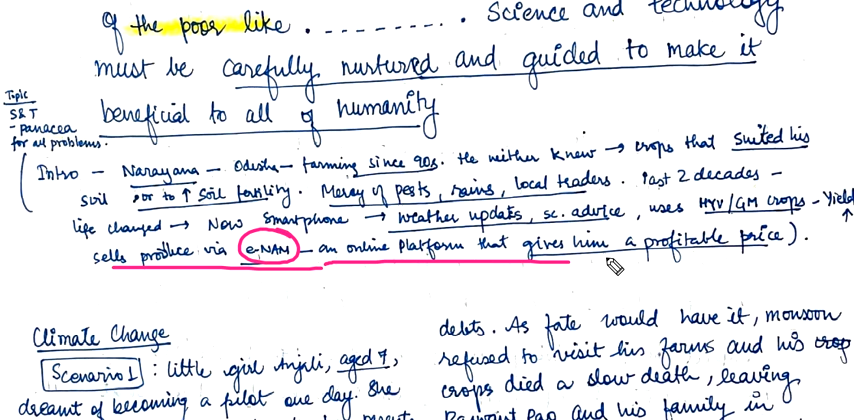 Of the poor like ............ Science and technology
must be carefully nurtured and guided to make it
beneficial to all of humanity
Topic
S&T
- panacea
for all problems.
(Intro - Narayana - Odisha - farming since 90s. He neither knew → crops that suited his
soil nor to ↑ soil fertility. Mercy of pests, rains, local traders. Past 2 decades -
life changed → Now smartphone → weather updates, sc. advice, uses HYV/GM crops - Yield ↑
sells produce via e-NAM - an online platform that gives him a profitable price).
Climate Change
Scenario 1 : little girl Anjali, aged 7,
dreamt of becoming a pilot one day. She
debts. As fate would have it, monsoon
refused to visit his farms and his crop
crops died a slow death, leaving
and his family in